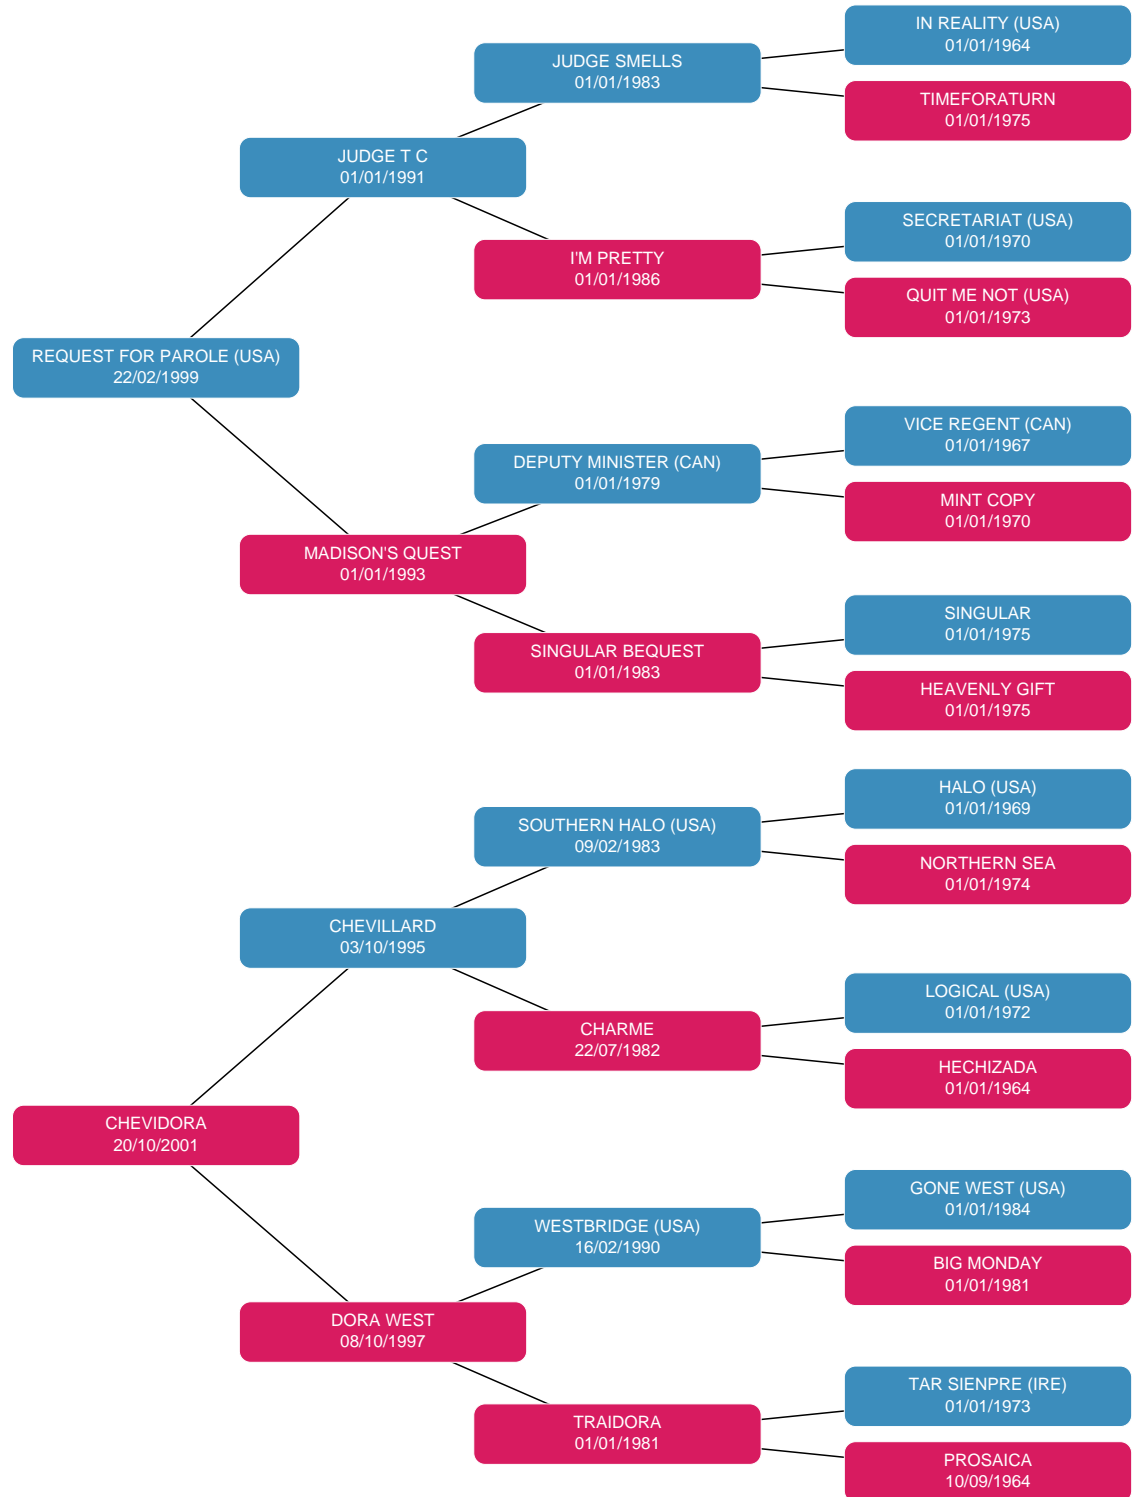 IN REALITY (USA)
01/01/1964
JUDGE SMELLS
01/01/1983
TIMEFORATURN
01/01/1975
JUDGE T C
01/01/1991
SECRETARIAT (USA)
01/01/1970
I'M PRETTY
01/01/1986
QUIT ME NOT (USA)
01/01/1973
REQUEST FOR PAROLE (USA)
22/02/1999
VICE REGENT (CAN)
01/01/1967
DEPUTY MINISTER (CAN)
01/01/1979
MINT COPY
01/01/1970
MADISON'S QUEST
01/01/1993
SINGULAR
01/01/1975
SINGULAR BEQUEST
01/01/1983
HEAVENLY GIFT
01/01/1975
HALO (USA)
01/01/1969
SOUTHERN HALO (USA)
09/02/1983
NORTHERN SEA
01/01/1974
CHEVILLARD
03/10/1995
LOGICAL (USA)
01/01/1972
CHARME
22/07/1982
HECHIZADA
01/01/1964
CHEVIDORA
20/10/2001
GONE WEST (USA)
01/01/1984
WESTBRIDGE (USA)
16/02/1990
BIG MONDAY
01/01/1981
DORA WEST
08/10/1997
TAR SIENPRE (IRE)
01/01/1973
TRAIDORA
01/01/1981
PROSAICA
10/09/1964